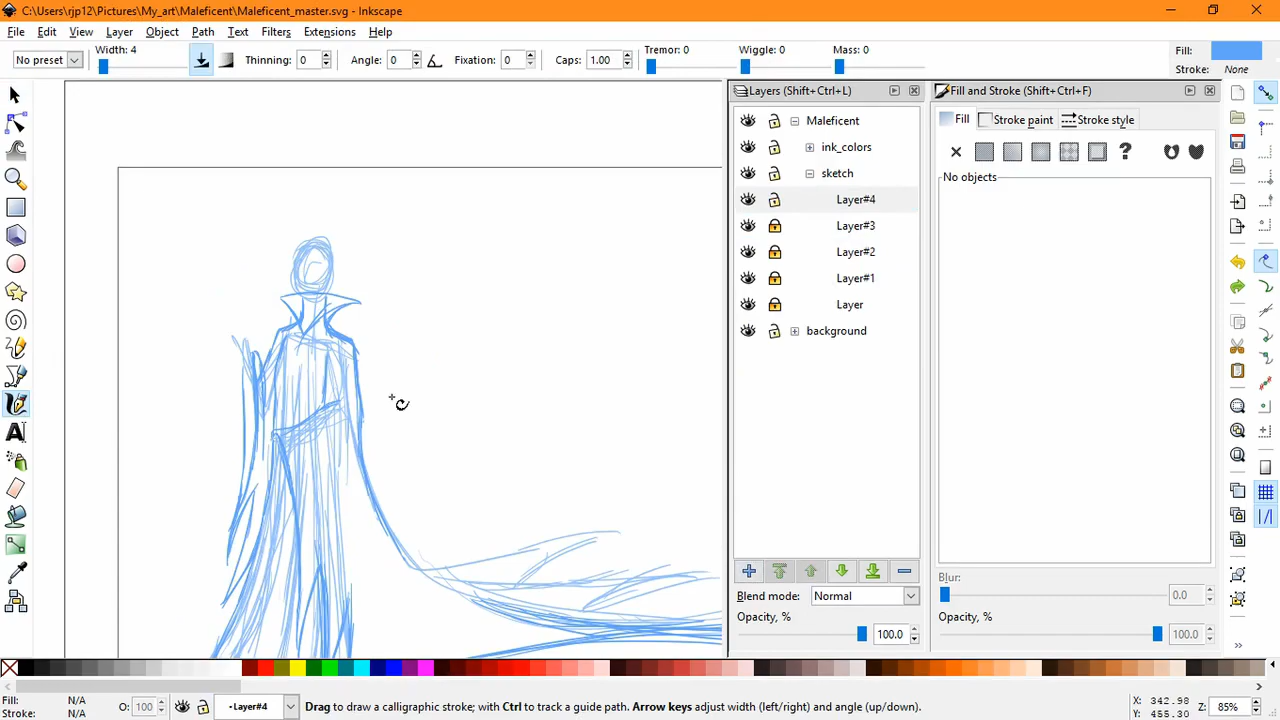 C:\Users\rjp12\Pictures\My_art\Maleficent\Maleficent_master.svg - Inkscape
File Edit View Layer Object Path Text Filters Extensions Help
No preset Width: 4 Thinning: 0 Angle: 0 Fixation: 0 Caps: 1.00 Tremor: 0 Wiggle: 0 Mass: 0 Fill:
Stroke: None
Layers (Shift+Ctrl+L) Fill and Stroke (Shift+Ctrl+F)
Maleficent Fill Stroke paint Stroke style
ink_colors
sketch
No objects
Layer#4
Layer#3
Layer#2
Layer#1
Layer
background
Blur:
Blend mode: Normal 0.0
Opacity, % Opacity, %
100.0 100.0
Fill: N/A
Stroke: N/A
O: 100
•Layer#4
Drag to draw a calligraphic stroke; with Ctrl to track a guide path. Arrow keys adjust width (left/right) and angle (up/down).
X: 342.98
Y: 455.30
85%